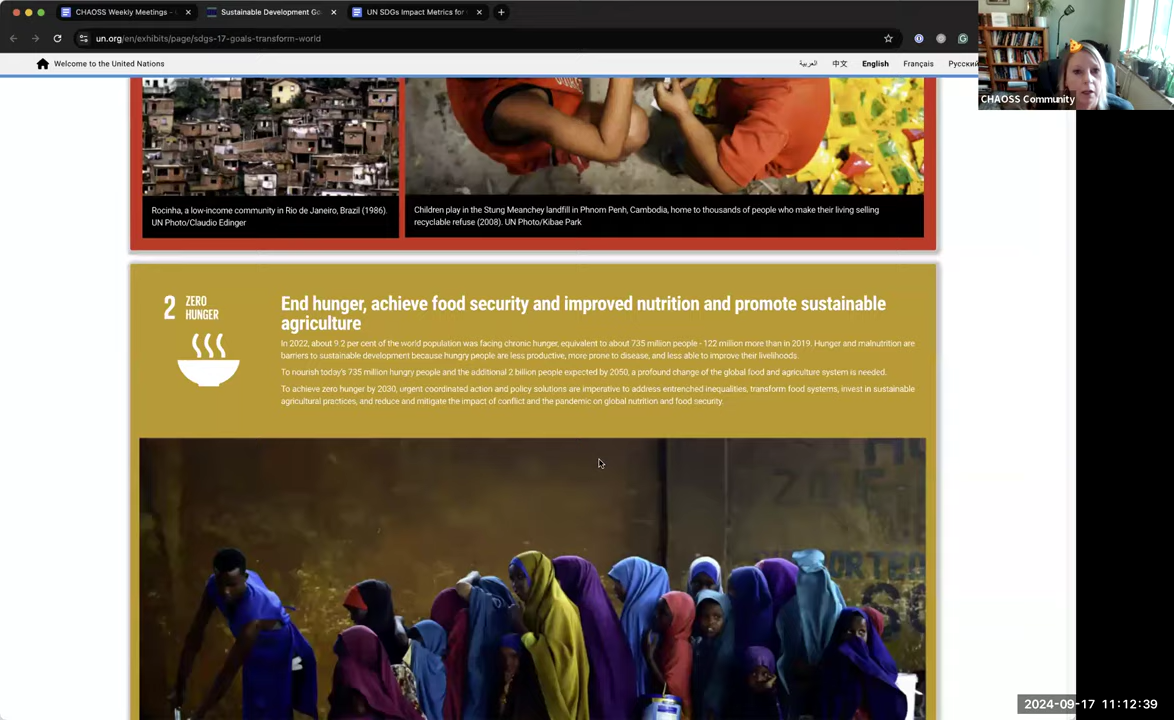 CHAOSS Weekly Meetings -
Sustainable Development Go
UN SDGs Impact Metrics for
un.org/en/exhibits/page/sdgs-17-goals-transform-world
Welcome to the United Nations
العربية
中文
English
Français
Русский
CHAOSS Community
Rocinha, a low-income community in Rio de Janeiro, Brazil (1986).
UN Photo/Claudio Edinger
Children play in the Stung Meanchey landfill in Phnom Penh, Cambodia, home to thousands of people who make their living selling
recyclable refuse (2008). UN Photo/Kibae Park
2 ZERO
HUNGER
End hunger, achieve food security and improved nutrition and promote sustainable
agriculture
In 2022, about 9.2 per cent of the world population was facing chronic hunger, equivalent to about 735 million people - 122 million more than in 2019. Hunger and malnutrition are
barriers to sustainable development because hungry people are less productive, more prone to disease, and less able to improve their livelihoods.
To nourish today's 735 million hungry people and the additional 2 billion people expected by 2050, a profound change of the global food and agriculture system is needed.
To achieve zero hunger by 2030, urgent coordinated action and policy solutions are imperative to address entrenched inequalities, transform food systems, invest in sustainable
agricultural practices, and reduce and mitigate the impact of conflict and the pandemic on global nutrition and food security.
2024-09-17 11:12:39